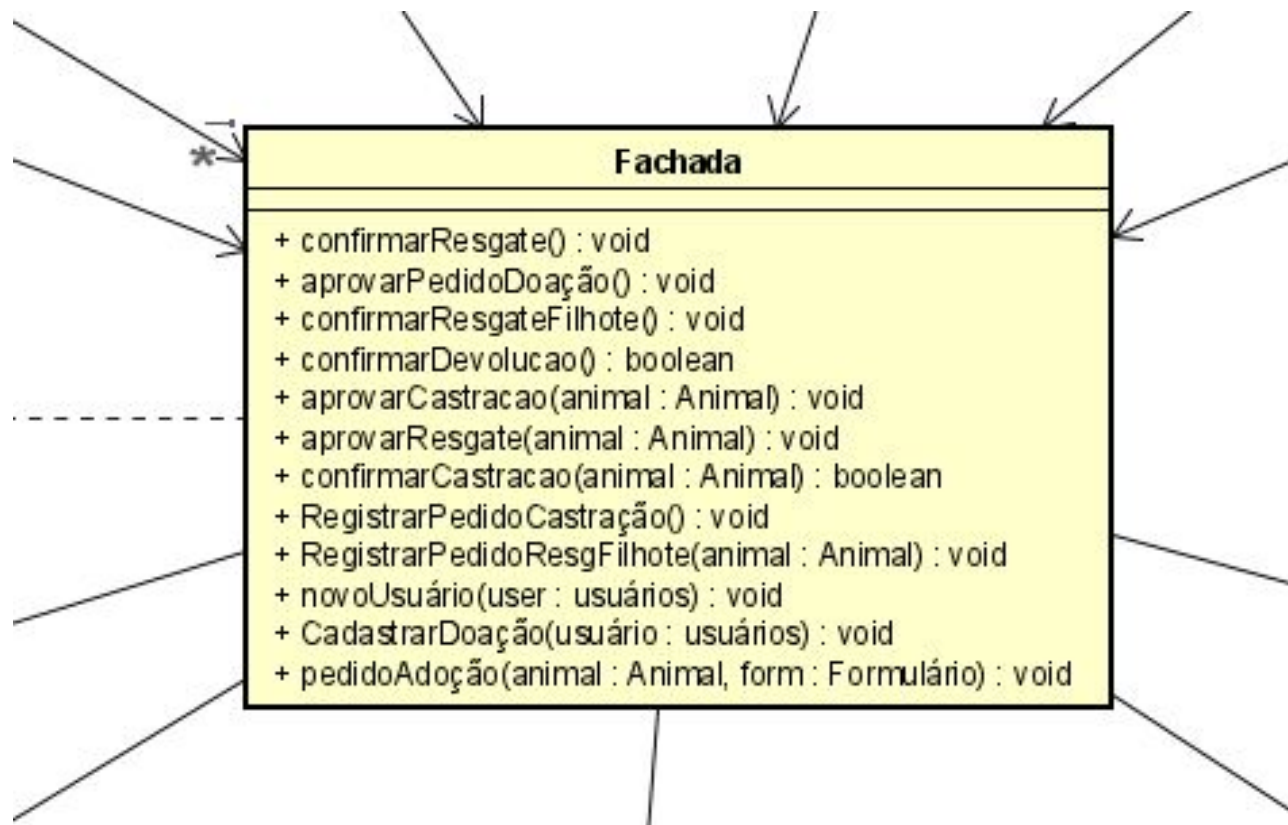 *
Fachada
+ confirmarResgate() : void
+ aprovarPedidoDoação() : void
+ confirmarResgateFilhote() : void
+ confirmarDevolucao() : boolean
+ aprovarCastracao(animal : Animal) : void
+ aprovarResgate(animal : Animal) : void
+ confirmarCastracao(animal : Animal) : boolean
+ RegistrarPedidoCastração() : void
+ RegistrarPedidoResgFilhote(animal : Animal) : void
+ novoUsuário(user : usuários) : void
+ CadastrarDoação(usuário : usuários) : void
+ pedidoAdoção(animal : Animal, form : Formulário) : void